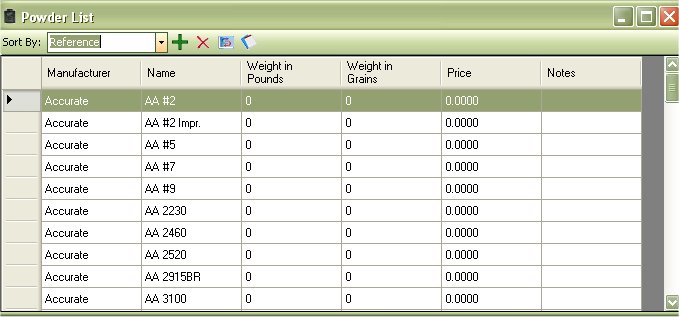 Powder List
Sort By: Reference
Manufacturer Name Weight in Pounds Weight in Grains Price Notes
Accurate AA #2 0 0 0.0000
Accurate AA #2 Impr. 0 0 0.0000
Accurate AA #5 0 0 0.0000
Accurate AA #7 0 0 0.0000
Accurate AA #9 0 0 0.0000
Accurate AA 2230 0 0 0.0000
Accurate AA 2460 0 0 0.0000
Accurate AA 2520 0 0 0.0000
Accurate AA 2915BR 0 0 0.0000
Accurate AA 3100 0 0 0.0000